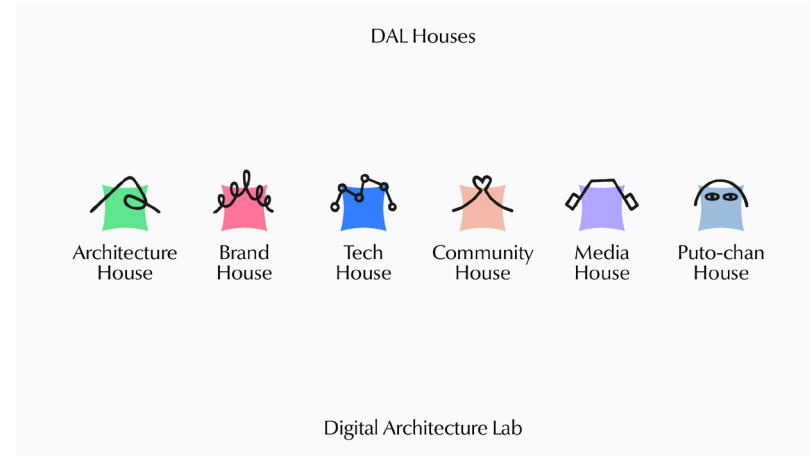 DAL Houses
Architecture
House
Brand
House
Tech
House
Community
House
Media
House
Puto-chan
House
Digital Architecture Lab